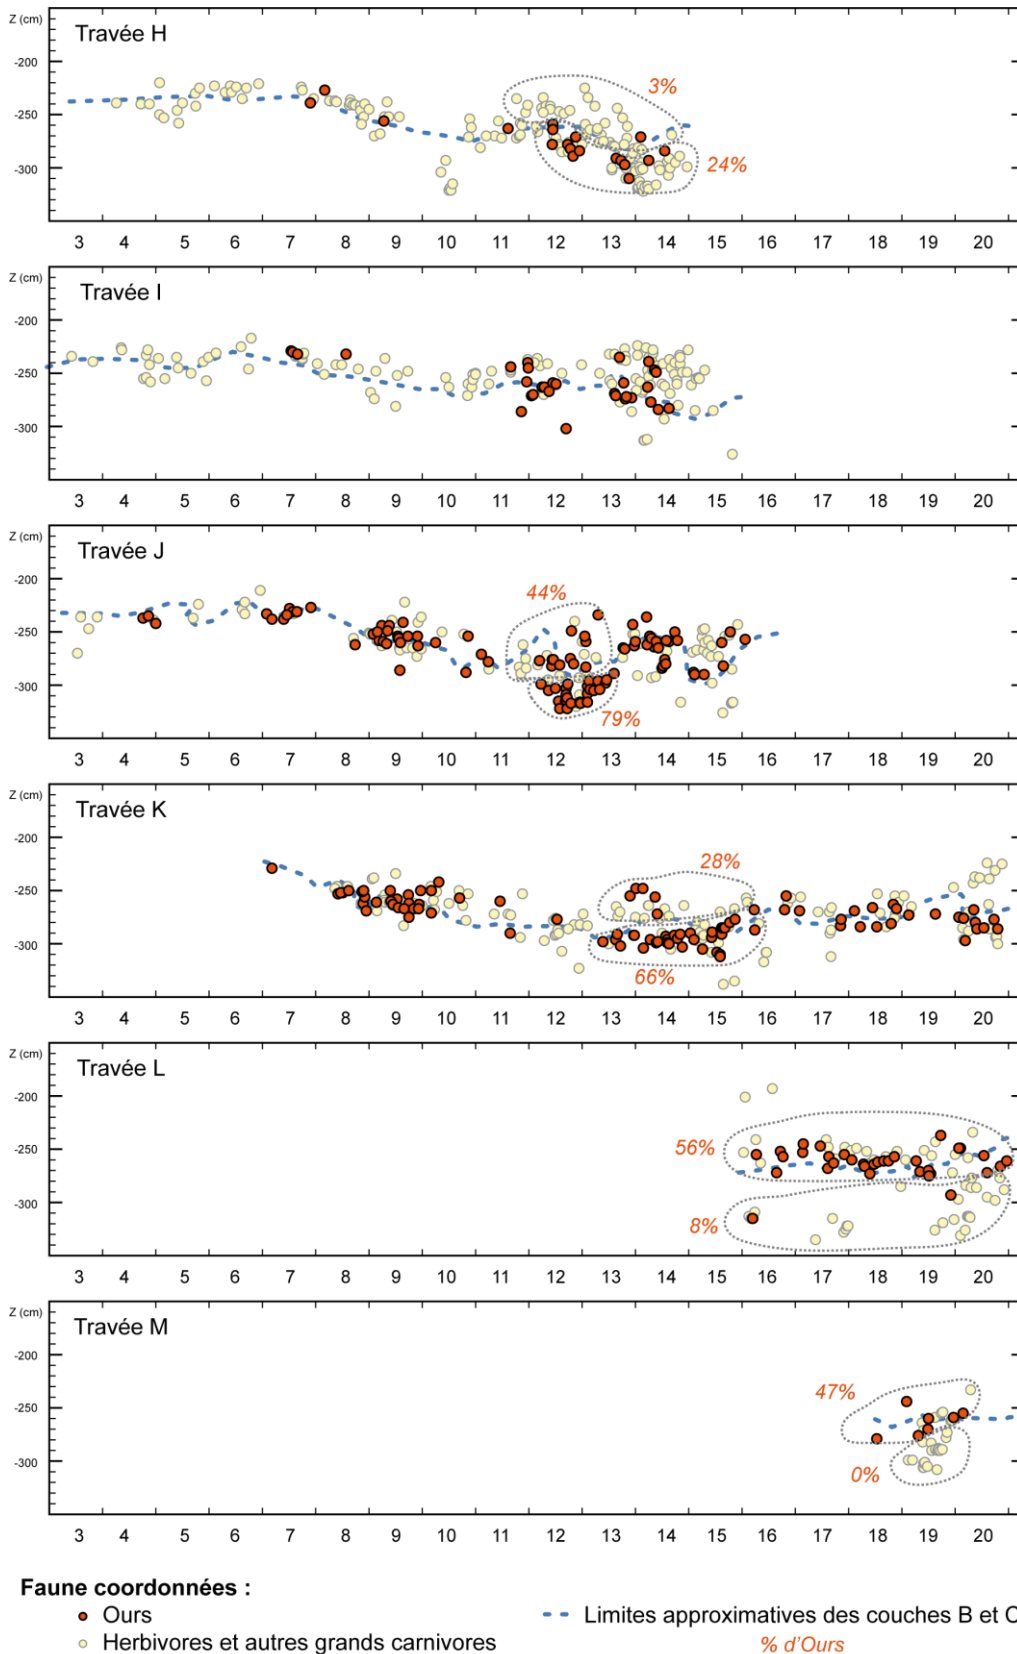 Z (cm)
Travée H
-200
3%
-250
24%
-300
3 4 5 6 7 8 9 10 11 12 13 14 15 16 17 18 19 20
Z (cm)
Travée I
-200
-250
-300
3 4 5 6 7 8 9 10 11 12 13 14 15 16 17 18 19 20
Z (cm)
Travée J
-200
44%
-250
-300
79%
3 4 5 6 7 8 9 10 11 12 13 14 15 16 17 18 19 20
Z (cm)
Travée K
-200
28%
-250
-300
66%
3 4 5 6 7 8 9 10 11 12 13 14 15 16 17 18 19 20
Z (cm)
Travée L
-200
56%
-250
-300
8%
3 4 5 6 7 8 9 10 11 12 13 14 15 16 17 18 19 20
Z (cm)
Travée M
-200
47%
-250
0%
-300
3 4 5 6 7 8 9 10 11 12 13 14 15 16 17 18 19 20
Faune coordonnées :
Ours
Limites approximatives des couches B et C
Herbivores et autres grands carnivores
% d'Ours